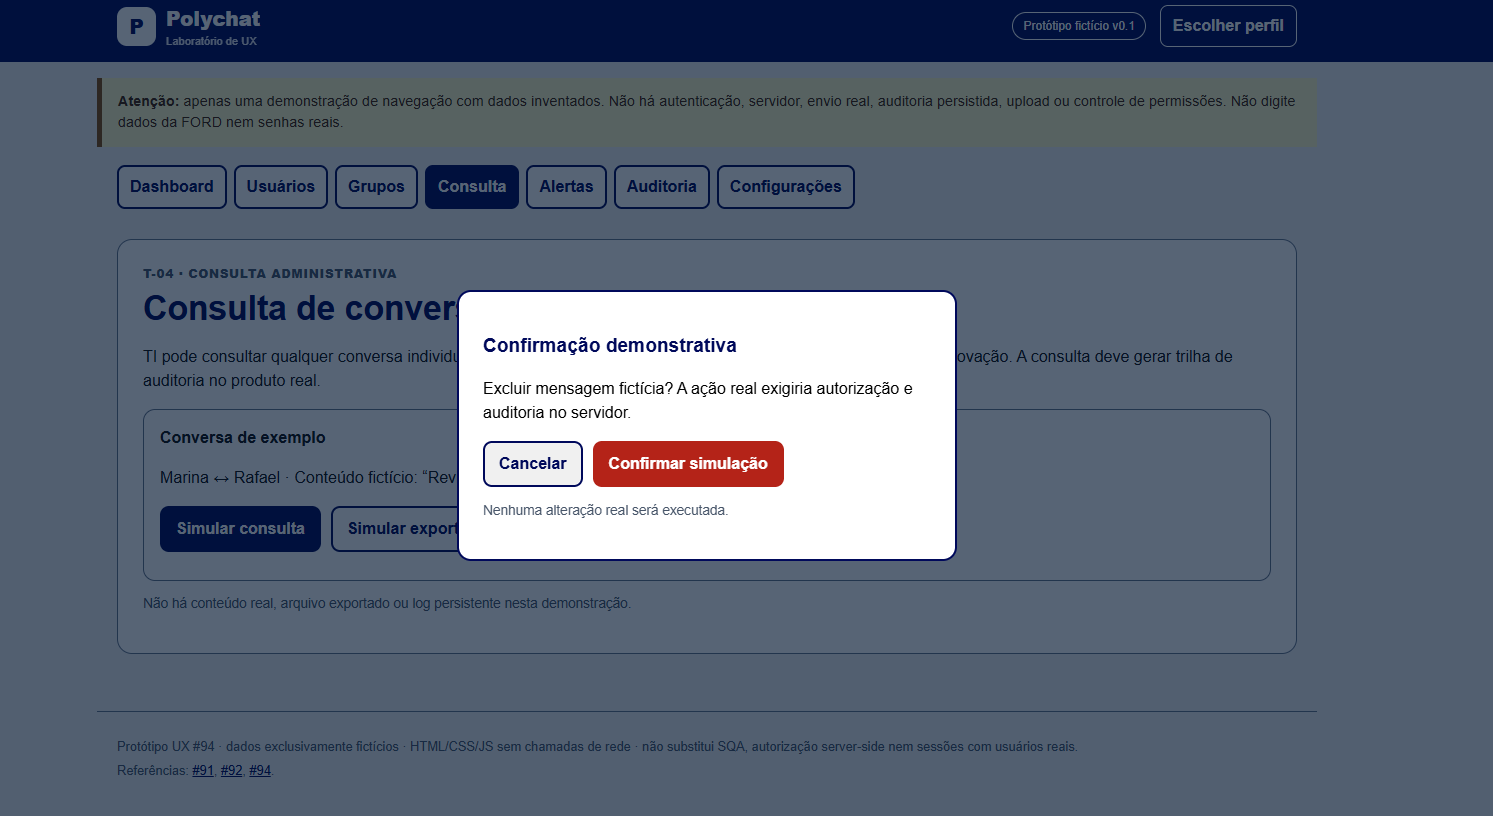 P
Polychat
Laboratório de UX
Protótipo fictício v0.1
Escolher perfil
Atenção: apenas uma demonstração de navegação com dados inventados. Não há autenticação, servidor, envio real, auditoria persistida, upload ou controle de permissões. Não digite
dados da FORD nem senhas reais.
Dashboard
Usuários
Grupos
Consulta
Alertas
Auditoria
Configurações
T-04 · CONSULTA ADMINISTRATIVA
Consulta de convers
TI pode consultar qualquer conversa individu
ovação. A consulta deve gerar trilha de
auditoria no produto real.
Conversa de exemplo
Marina ↔ Rafael · Conteúdo fictício: “Rev
Simular consulta
Simular export
Não há conteúdo real, arquivo exportado ou log persistente nesta demonstração.
Confirmação demonstrativa
Excluir mensagem fictícia? A ação real exigiria autorização e
auditoria no servidor.
Cancelar
Confirmar simulação
Nenhuma alteração real será executada.
Protótipo UX #94 · dados exclusivamente fictícios · HTML/CSS/JS sem chamadas de rede · não substitui SQA, autorização server-side nem sessões com usuários reais.
Referências: #91, #92, #94.